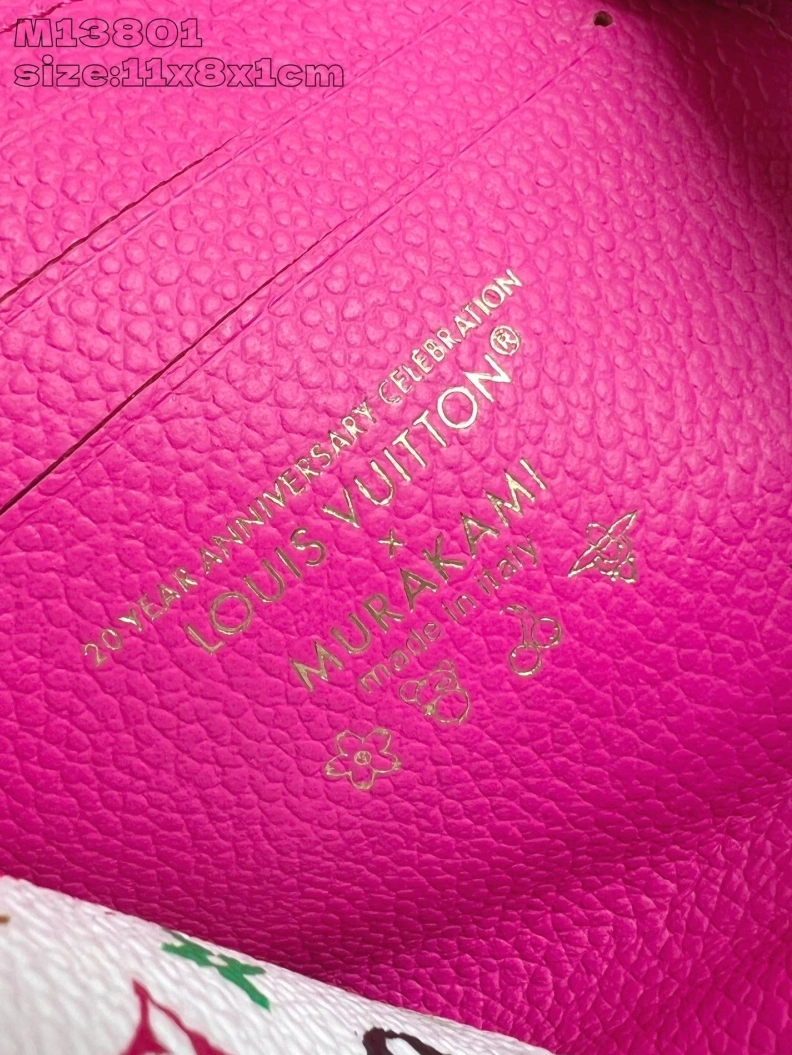 M13801
size:11x8x1cm
20 YEAR ANNIVERSARY CELEBRATION
LOUIS VUITTON®
x
MURAKAMI
made in italy